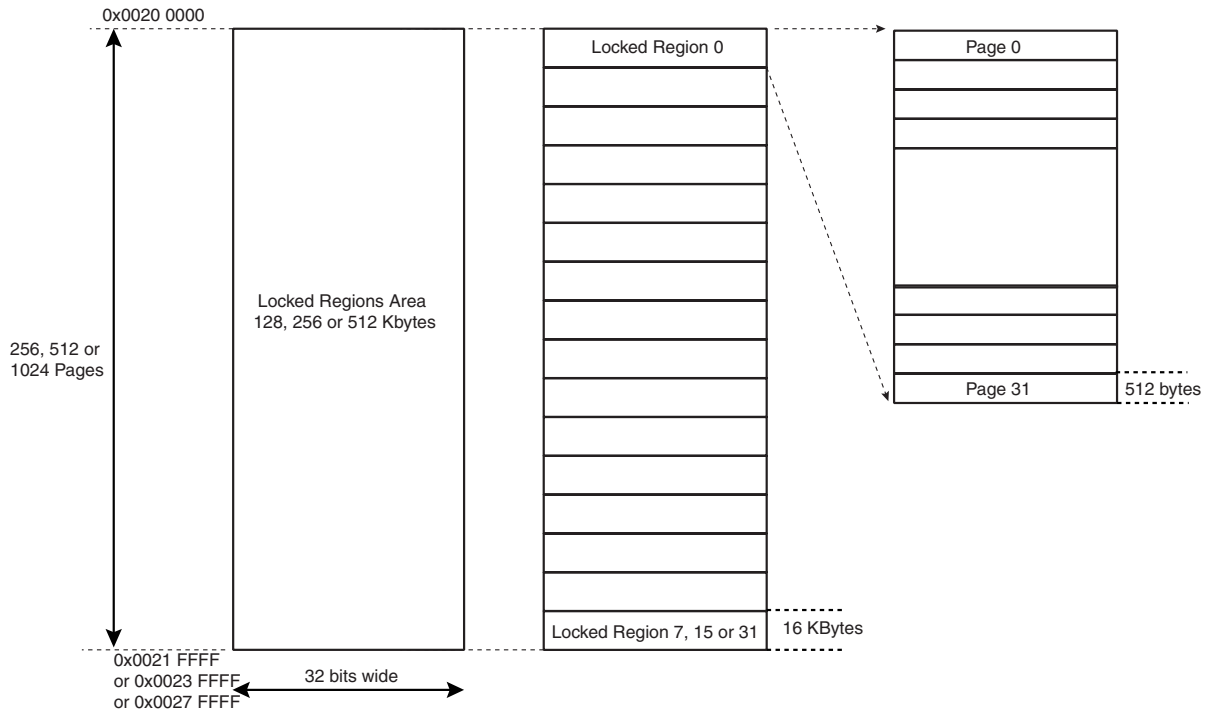 0x0020 0000
Locked Region 0
Page 0
Locked Regions Area
128, 256 or 512 Kbytes
256, 512 or
1024 Pages
Page 31
512 bytes
Locked Region 7, 15 or 31
16 KBytes
0x0021 FFFF
or 0x0023 FFFF
or 0x0027 FFFF
32 bits wide